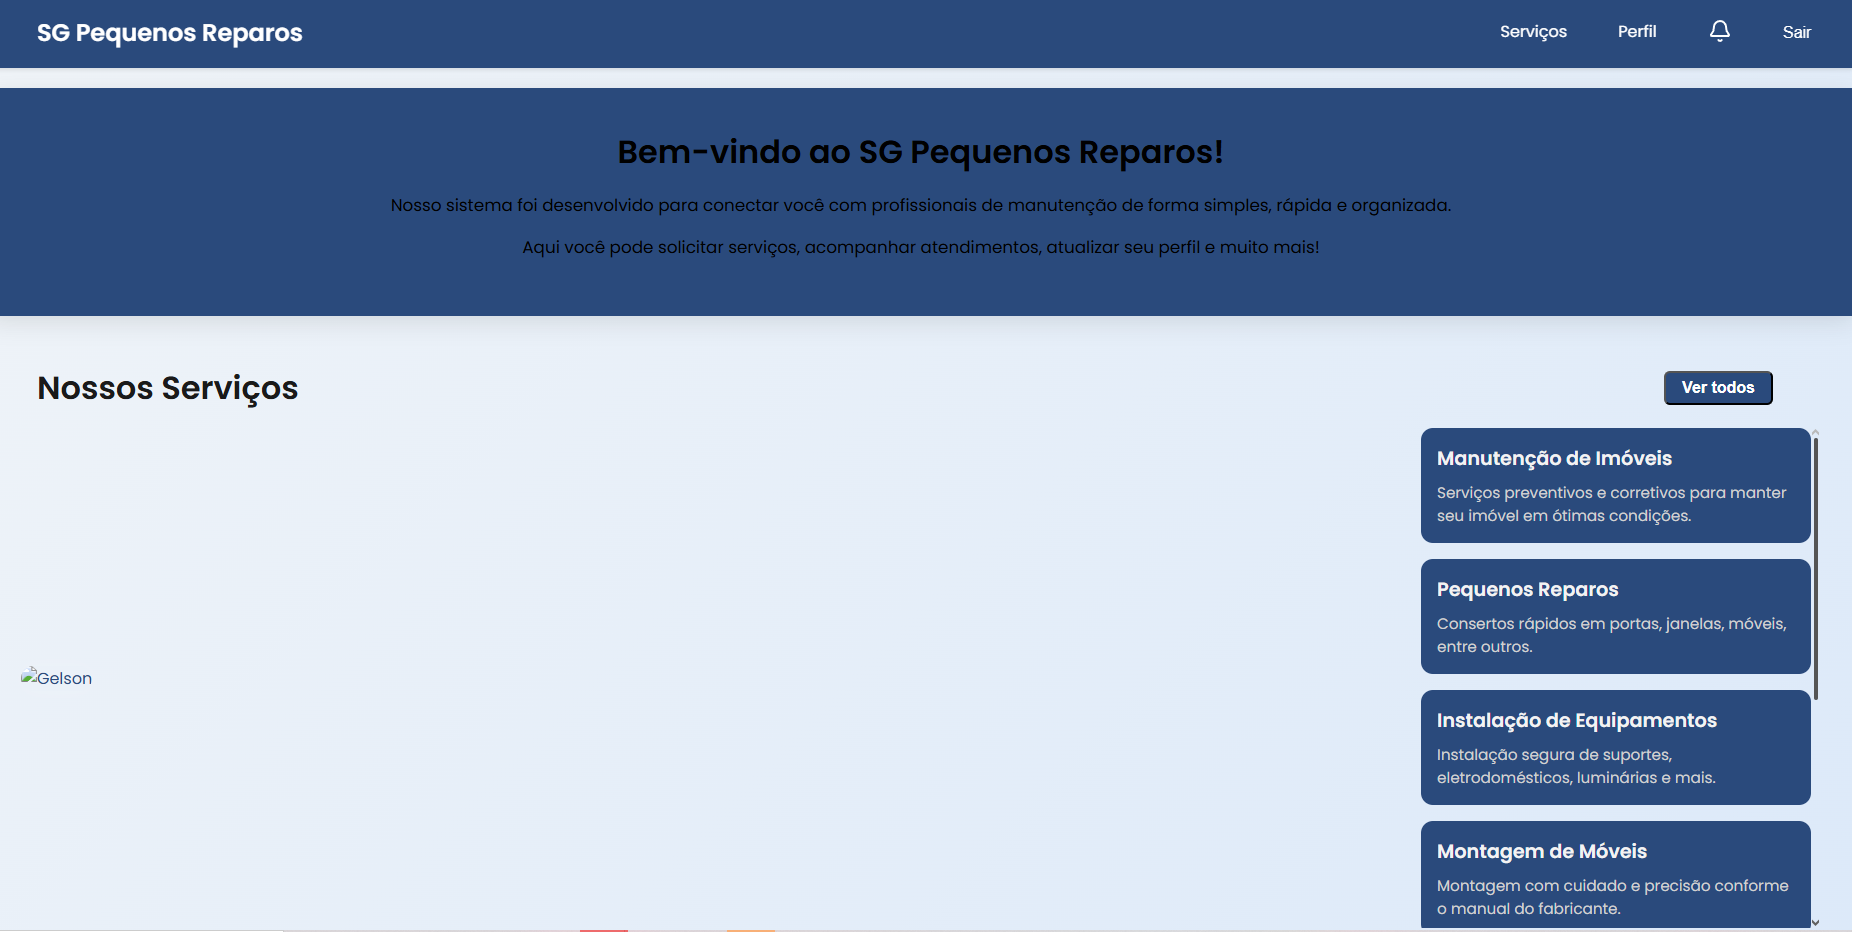 SG Pequenos Reparos
Serviços
Perfil
Sair
Bem-vindo ao SG Pequenos Reparos!
Nosso sistema foi desenvolvido para conectar você com profissionais de manutenção de forma simples, rápida e organizada.
Aqui você pode solicitar serviços, acompanhar atendimentos, atualizar seu perfil e muito mais!
Nossos Serviços
Ver todos
Gelson
Manutenção de Imóveis
Serviços preventivos e corretivos para manter
seu imóvel em ótimas condições.
Pequenos Reparos
Consertos rápidos em portas, janelas, móveis,
entre outros.
Instalação de Equipamentos
Instalação segura de suportes,
eletrodomésticos, luminárias e mais.
Montagem de Móveis
Montagem com cuidado e precisão conforme
o manual do fabricante.